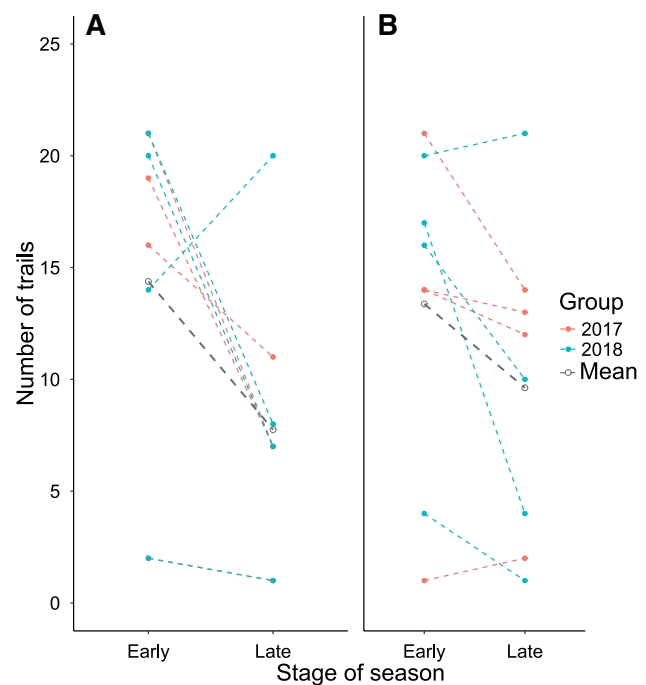 A
B
25
20
15
10
5
0
Number of trails
Early
Late
Early
Late
Stage of season
Group
2017
2018
Mean